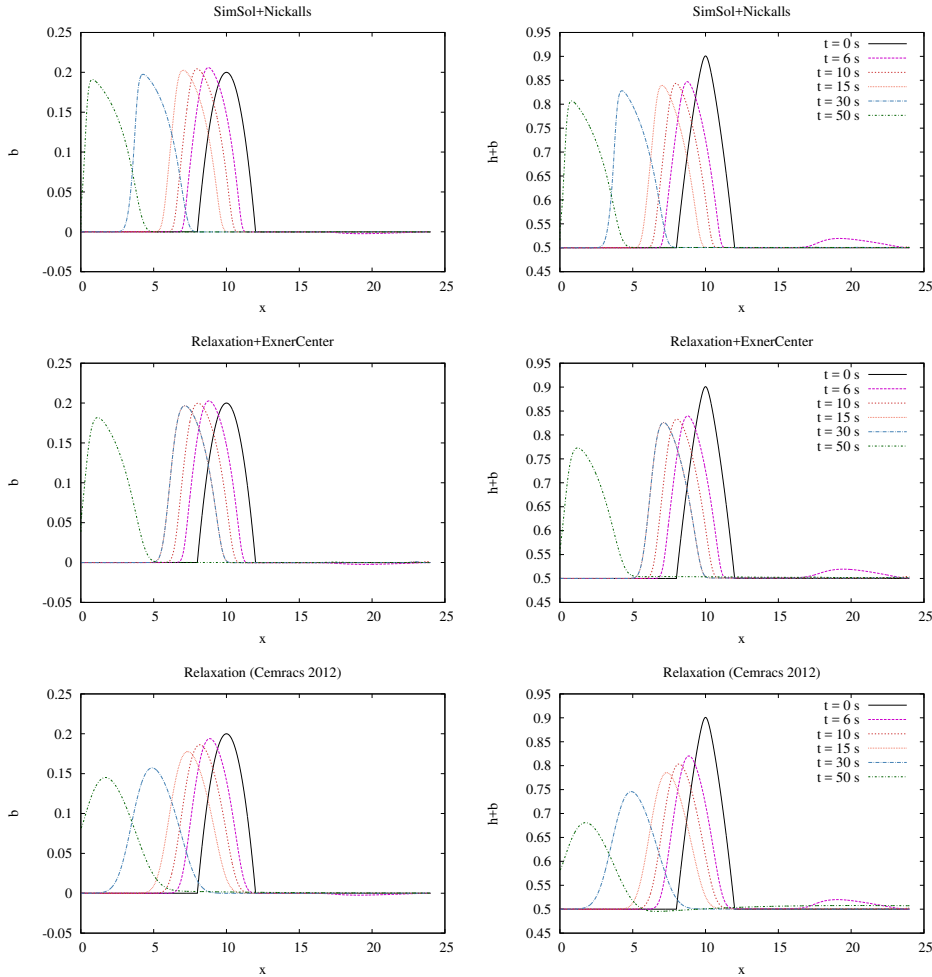 SimSol+Nickalls
0.25
0.2
0.15
0.1
0.05
0
-0.05
b
0 5 10 15 20 25
x
SimSol+Nickalls
0.95
0.9
0.85
0.8
0.75
0.7
0.65
0.6
0.55
0.5
0.45
h+b
0 5 10 15 20 25
x
t = 0 s
t = 6 s
t = 10 s
t = 15 s
t = 30 s
t = 50 s
Relaxation+ExnerCenter
0.25
0.2
0.15
0.1
0.05
0
-0.05
b
0 5 10 15 20 25
x
Relaxation+ExnerCenter
0.95
0.9
0.85
0.8
0.75
0.7
0.65
0.6
0.55
0.5
0.45
h+b
0 5 10 15 20 25
x
t = 0 s
t = 6 s
t = 10 s
t = 15 s
t = 30 s
t = 50 s
Relaxation (Cemracs 2012)
0.25
0.2
0.15
0.1
0.05
0
-0.05
b
0 5 10 15 20 25
x
Relaxation (Cemracs 2012)
0.95
0.9
0.85
0.8
0.75
0.7
0.65
0.6
0.55
0.5
0.45
h+b
0 5 10 15 20 25
x
t = 0 s
t = 6 s
t = 10 s
t = 15 s
t = 30 s
t = 50 s